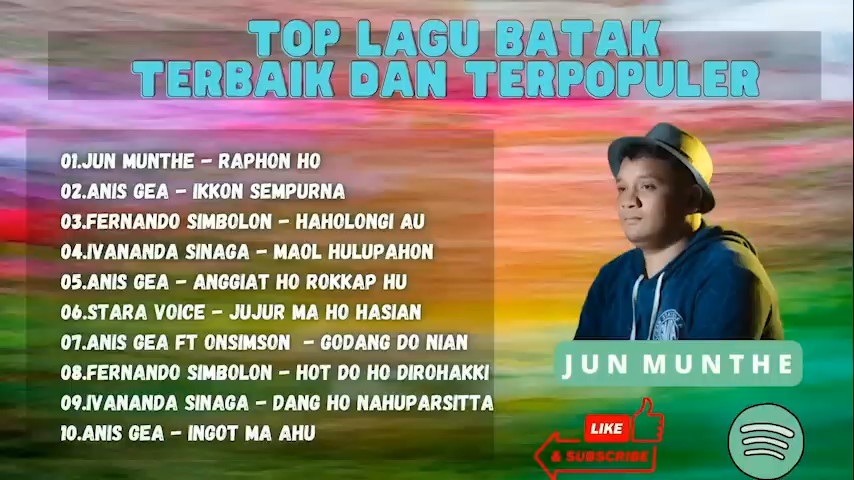 TOP LAGU BATAK
TERBAIK DAN TERPOPULER
01.JUN MUNTHE – RAPHON HO
02.ANIS GEA – IKKON SEMPURNA
03.FERNANDO SIMBOLON – HAHOLONGI AU
04.IVANANDA SINAGA – MAOL HULUPAHON
05.ANIS GEA – ANGGIAT HO ROKKAP HU
06.STARA VOICE – JUJUR MA HO HASIAN
07.ANIS GEA FT ONSIMSON – GODANG DO NIAN
08.FERNANDO SIMBOLON – HOT DO HO DIROHAKKI
09.IVANANDA SINAGA – DANG HO NAHUPARSITTA
10.ANIS GEA – INGOT MA AHU
JUN MUNTHE
LIKE
& SUBSCRIBE